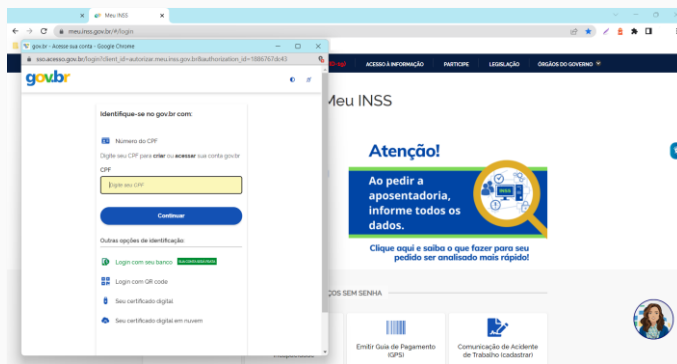 Meu INSS
meu.inss.gov.br/#/login
gov.br - Acesse sua conta - Google Chrome
sso.acesso.gov.br/login?client_id=autorizar.meu.inss.gov.br&authorization_id=1886767dc43
ACESSO À INFORMAÇÃO
PARTICIPE
LEGISLAÇÃO
ÓRGÃOS DO GOVERNO
gov.br
Identifique-se no gov.br com:
Número do CPF
Digite seu CPF para criar ou acessar sua conta gov.br
CPF
Digite seu CPF
Continuar
Outras opções de identificação:
Login com seu banco
Login com QR code
Seu certificado digital
Seu certificado digital em nuvem
Meu INSS
Atenção!
Ao pedir a
aposentadoria,
informe todos os
dados.
INSS
Clique aqui e saiba o que fazer para seu
pedido ser analisado mais rápido!
SEM SENHA
Emitir Guia de Pagamento
(GPS)
Comunicação de Acidente
de Trabalho (cadastrar)